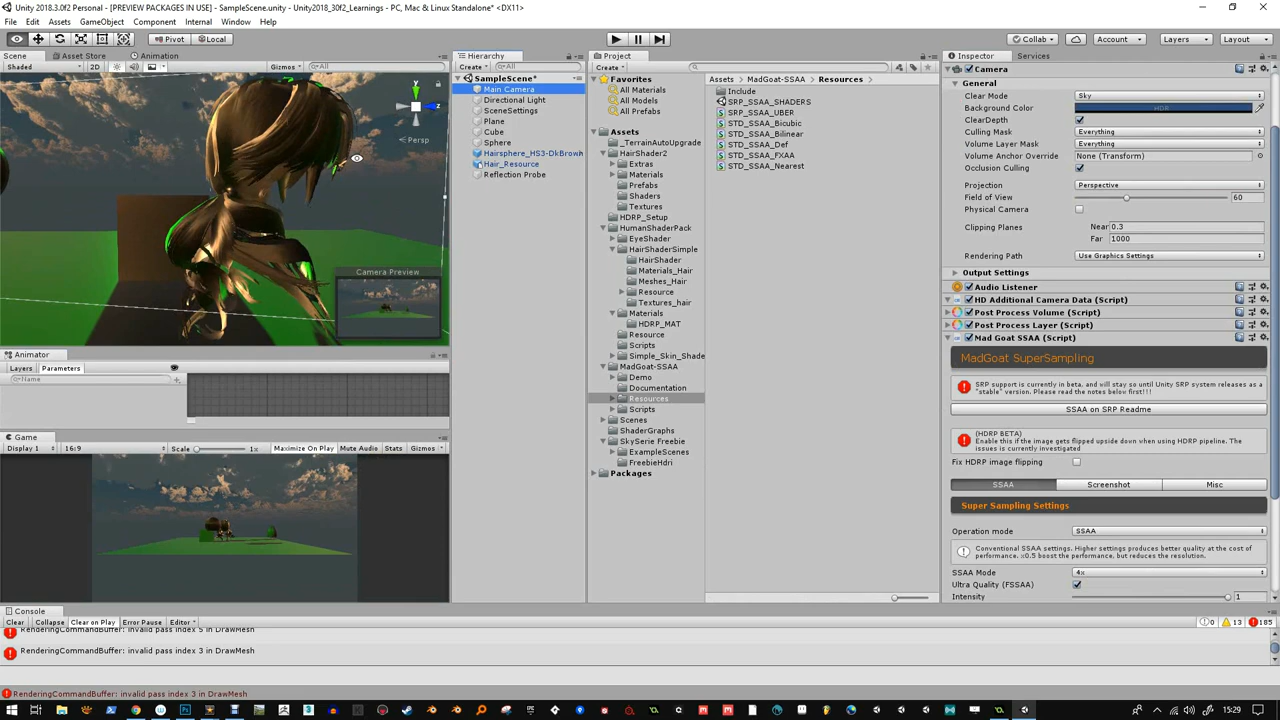 Unity 2018.3.0f2 Personal - [PREVIEW PACKAGES IN USE] - SampleScene.unity - Unity2018_30f2_Learnings - PC, Mac & Linux Standalone* <DX11>
File Edit Assets GameObject Component Internal Window Help
Pivot Local Collab Account Layers Layout
Scene Asset Store Animation
Shaded 2D Gizmos All
y z
Persp
Camera Preview
Animator
Layers Parameters
Name
Game
Display 1 16:9 Scale 1x Maximize On Play Mute Audio Stats Gizmos
Hierarchy
Create All
SampleScene*
Main Camera
Directional Light
SceneSettings
Plane
Cube
Sphere
Hairsphere_HS3-DkBrown
Hair_Resource
Reflection Probe
Project
Create
Favorites
All Materials
All Models
All Prefabs
Assets
_TerrainAutoUpgrade
HairShader2
Extras
Materials
Prefabs
Shaders
Textures
HDRP_Setup
HumanShaderPack
EyeShader
HairShaderSimple
HairShader
Materials_Hair
Meshes_Hair
Resource
Textures_hair
Materials
HDRP_MAT
Resource
Scripts
Simple_Skin_Shade
MadGoat-SSAA
Demo
Documentation
Resources
Scripts
Scenes
ShaderGraphs
SkySerie Freebie
ExampleScenes
FreebieHdri
Packages
Assets MadGoat-SSAA Resources
Include
SRP_SSAA_SHADERS
SRP_SSAA_UBER
STD_SSAA_Bicubic
STD_SSAA_Bilinear
STD_SSAA_Def
STD_SSAA_FXAA
STD_SSAA_Nearest
Inspector Services
Camera
General
Clear Mode Sky
Background Color HDR
ClearDepth
Culling Mask Everything
Volume Layer Mask Everything
Volume Anchor Override None (Transform)
Occlusion Culling
Projection Perspective
Field of View 60
Physical Camera
Clipping Planes Near 0.3
Far 1000
Rendering Path Use Graphics Settings
Output Settings
Audio Listener
HD Additional Camera Data (Script)
Post Process Volume (Script)
Post Process Layer (Script)
Mad Goat SSAA (Script)
MadGoat SuperSampling
SRP support is currently in beta, and will stay so until Unity SRP system releases as a
"stable" version. Please read the notes below first!!!
SSAA on SRP Readme
(HDRP BETA)
Enable this if the image gets flipped upside down when using HDRP pipeline. The
issues is currently investigated
Fix HDRP image flipping
SSAA Screenshot Misc
Super Sampling Settings
Operation mode SSAA
Conventional SSAA settings. Higher settings produces better quality at the cost of
performance. x0.5 boost the performance, but reduces the resolution.
SSAA Mode 4x
Ultra Quality (FSSAA)
Intensity 1
Console
Clear Collapse Clear on Play Error Pause Editor 0 13 185
RenderingCommandBuffer: invalid pass index 5 in DrawMesh
RenderingCommandBuffer: invalid pass index 3 in DrawMesh
RenderingCommandBuffer: invalid pass index 3 in DrawMesh
15:29